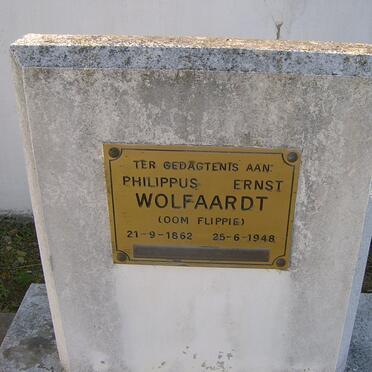 TER GEDAGTENIS AAN:
PHILIPPUS ERNST
WOLFAARDT
(OOM FLIPPIE)
21-9-1862 25-6-1948